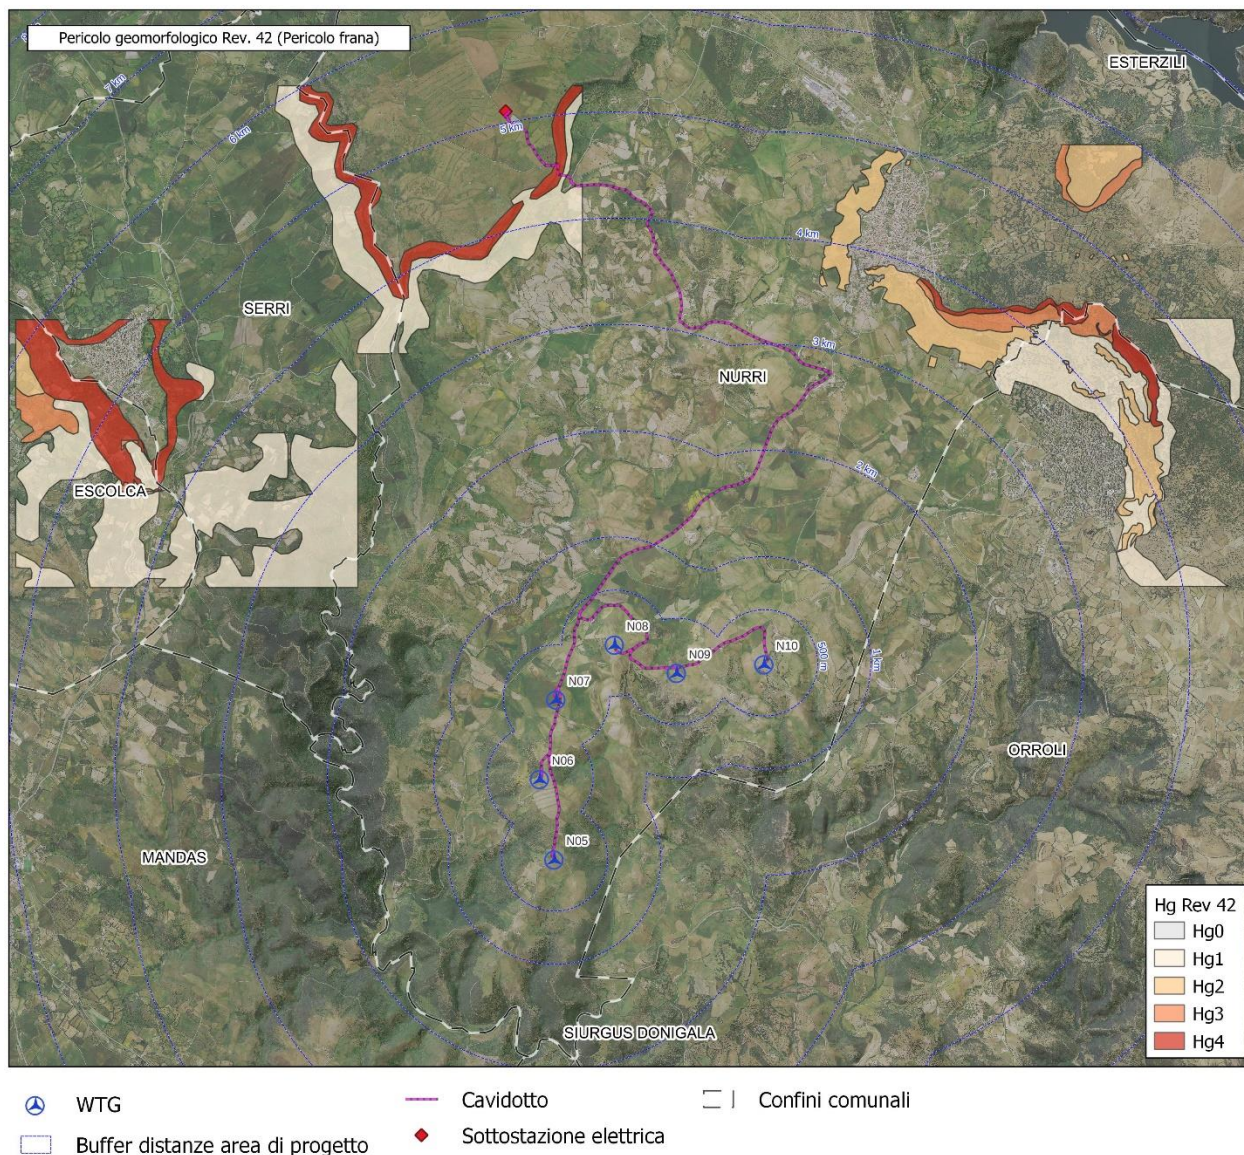 Pericolo geomorfologico Rev. 42 (Pericolo frana)
ESTERZILI
7 km
6 km
5 km
4 km
SERRI
3 km
NURRI
2 km
ESCOLCA
N08
N09
N10
500 m
1 km
N07
N06
ORROLI
N05
MANDAS
SIURGUS DONIGALA
Hg Rev 42
Hg0
Hg1
Hg2
Hg3
Hg4
WTG
Cavidotto
Confini comunali
Buffer distanze area di progetto
Sottostazione elettrica